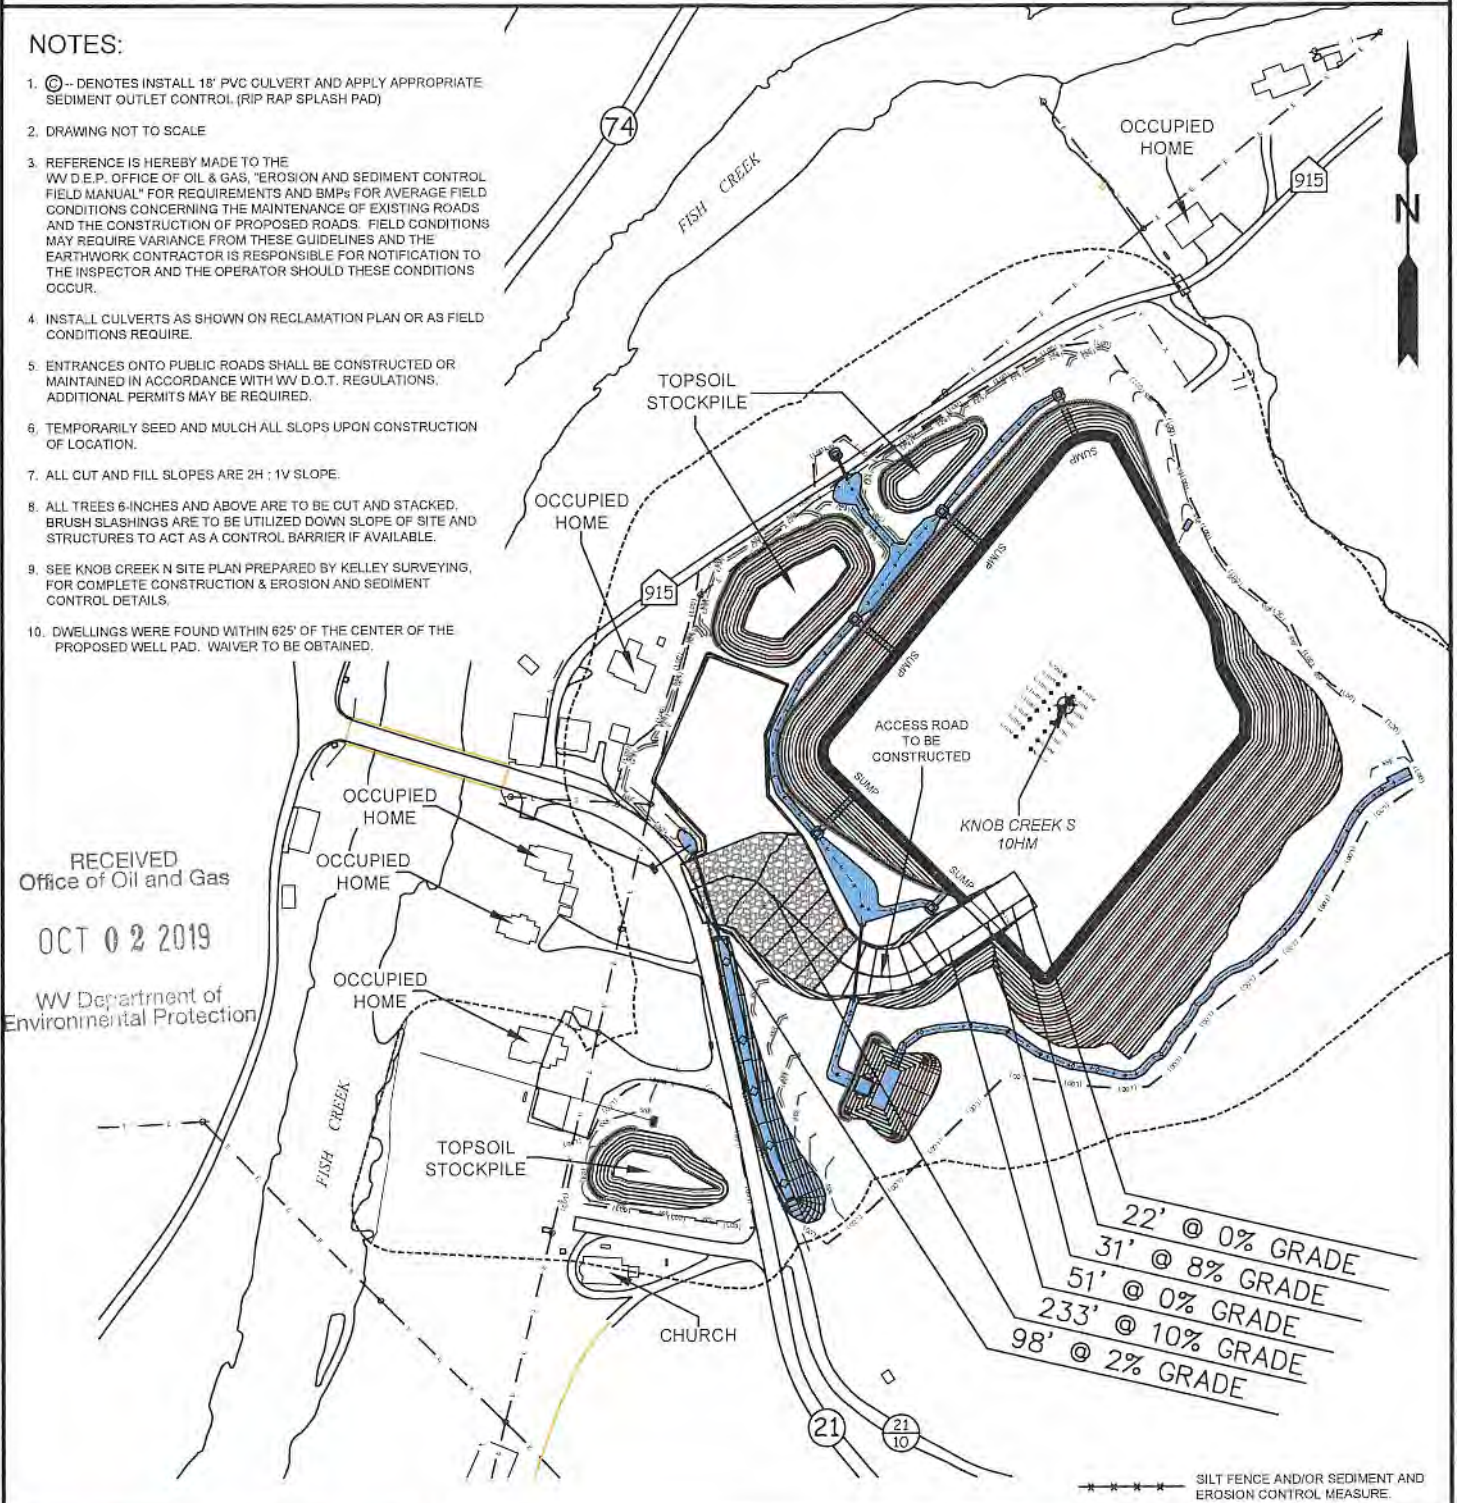 NOTES:
1. Ⓒ -- DENOTES INSTALL 18' PVC CULVERT AND APPLY APPROPRIATE
SEDIMENT OUTLET CONTROL (RIP RAP SPLASH PAD)
2. DRAWING NOT TO SCALE
3. REFERENCE IS HEREBY MADE TO THE
WV D.E.P. OFFICE OF OIL & GAS, "EROSION AND SEDIMENT CONTROL
FIELD MANUAL" FOR REQUIREMENTS AND BMPs FOR AVERAGE FIELD
CONDITIONS CONCERNING THE MAINTENANCE OF EXISTING ROADS
AND THE CONSTRUCTION OF PROPOSED ROADS. FIELD CONDITIONS
MAY REQUIRE VARIANCE FROM THESE GUIDELINES AND THE
EARTHWORK CONTRACTOR IS RESPONSIBLE FOR NOTIFICATION TO
THE INSPECTOR AND THE OPERATOR SHOULD THESE CONDITIONS
OCCUR.
4. INSTALL CULVERTS AS SHOWN ON RECLAMATION PLAN OR AS FIELD
CONDITIONS REQUIRE.
5. ENTRANCES ONTO PUBLIC ROADS SHALL BE CONSTRUCTED OR
MAINTAINED IN ACCORDANCE WITH WV D.O.T. REGULATIONS.
ADDITIONAL PERMITS MAY BE REQUIRED.
6. TEMPORARILY SEED AND MULCH ALL SLOPS UPON CONSTRUCTION
OF LOCATION.
7. ALL CUT AND FILL SLOPES ARE 2H : 1V SLOPE.
8. ALL TREES 6-INCHES AND ABOVE ARE TO BE CUT AND STACKED.
BRUSH SLASHINGS ARE TO BE UTILIZED DOWN SLOPE OF SITE AND
STRUCTURES TO ACT AS A CONTROL BARRIER IF AVAILABLE.
9. SEE KNOB CREEK N SITE PLAN PREPARED BY KELLEY SURVEYING,
FOR COMPLETE CONSTRUCTION & EROSION AND SEDIMENT
CONTROL DETAILS.
10. DWELLINGS WERE FOUND WITHIN 625' OF THE CENTER OF THE
PROPOSED WELL PAD. WAIVER TO BE OBTAINED.
74
FISH CREEK
OCCUPIED
HOME
915
N
TOPSOIL
STOCKPILE
SUMP
OCCUPIED
HOME
SUMP
915
SUMP
ACCESS ROAD
TO BE
CONSTRUCTED
SUMP
KNOB CREEK S
10HM
SUMP
OCCUPIED
HOME
OCCUPIED
HOME
RECEIVED
Office of Oil and Gas
OCT 02 2019
WV Department of
Environmental Protection
OCCUPIED
HOME
FISH CREEK
TOPSOIL
STOCKPILE
CHURCH
22' @ 0% GRADE
31' @ 8% GRADE
51' @ 0% GRADE
233' @ 10% GRADE
98' @ 2% GRADE
21
21
10
SILT FENCE AND/OR SEDIMENT AND
EROSION CONTROL MEASURE.